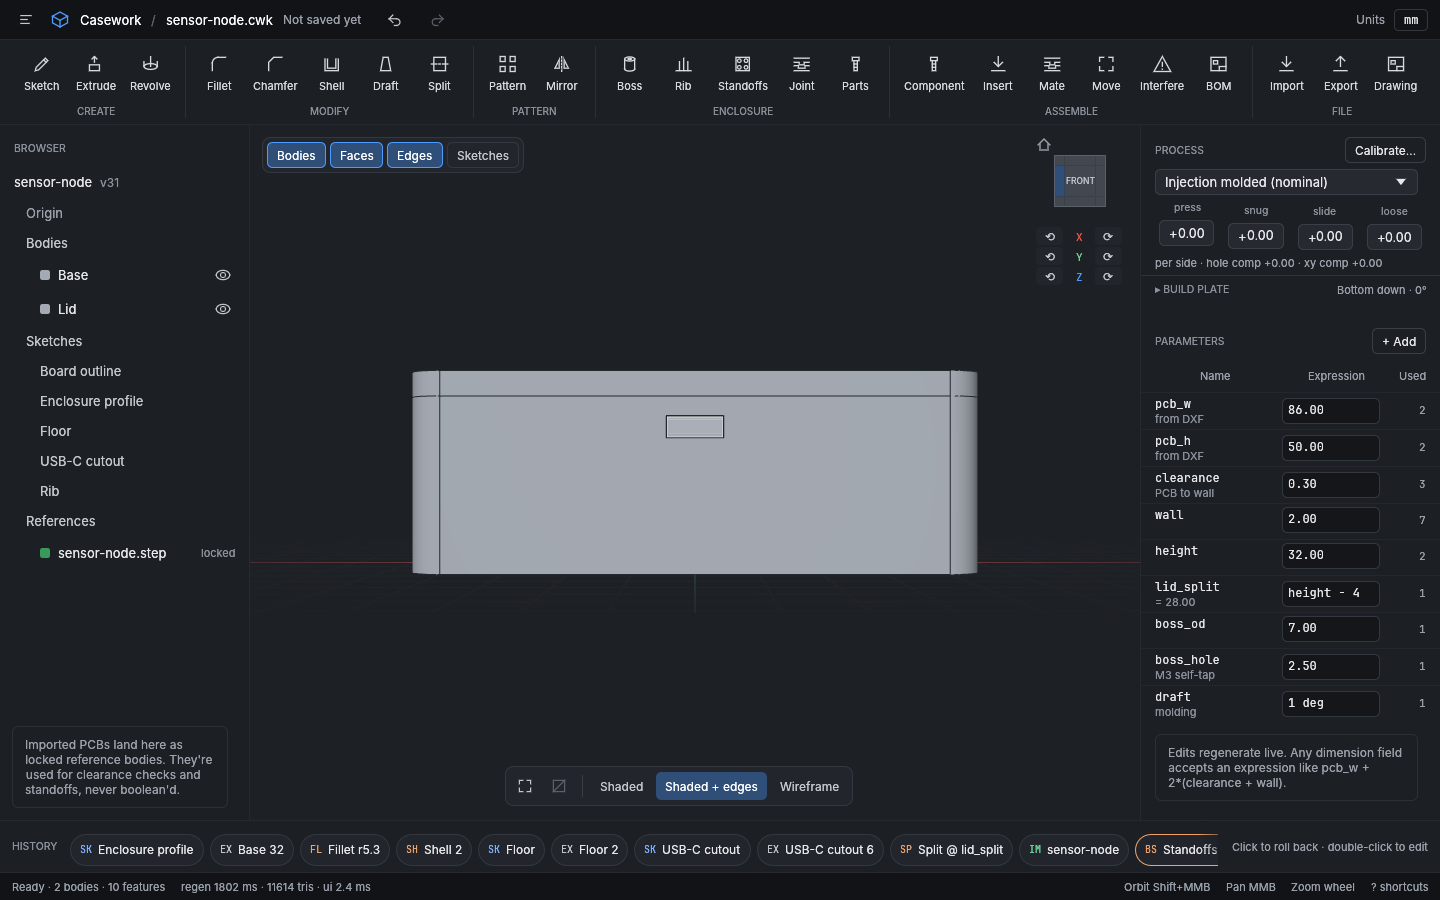 Casework / sensor-node.cwk Not saved yet
Units mm
Sketch Extrude Revolve Fillet Chamfer Shell Draft Split Pattern Mirror Boss Rib Standoffs Joint Parts Component Insert Mate Move Interfere BOM Import Export Drawing
CREATE MODIFY PATTERN ENCLOSURE ASSEMBLE FILE
BROWSER
sensor-node v31
Origin
Bodies
Base
Lid
Sketches
Board outline
Enclosure profile
Floor
USB-C cutout
Rib
References
sensor-node.step locked
Imported PCBs land here as
locked reference bodies. They're
used for clearance checks and
standoffs, never boolean'd.
Bodies Faces Edges Sketches
FRONT
X
Y
Z
Shaded Shaded + edges Wireframe
PROCESS Calibrate...
Injection molded (nominal)
press snug slide loose
+0.00 +0.00 +0.00 +0.00
per side · hole comp +0.00 · xy comp +0.00
▸ BUILD PLATE Bottom down · 0°
PARAMETERS + Add
Name Expression Used
pcb_w 86.00 2
from DXF
pcb_h 50.00 2
from DXF
clearance 0.30 3
PCB to wall
wall 2.00 7
height 32.00 2
lid_split height - 4 1
= 28.00
boss_od 7.00 1
boss_hole 2.50 1
M3 self-tap
draft 1 deg 1
molding
Edits regenerate live. Any dimension field
accepts an expression like pcb_w +
2*(clearance + wall).
HISTORY SK Enclosure profile EX Base 32 FL Fillet r5.3 SH Shell 2 SK Floor EX Floor 2 SK USB-C cutout EX USB-C cutout 6 SP Split @ lid_split IM sensor-node BS Standoffs Click to roll back · double-click to edit
Ready · 2 bodies · 10 features regen 1802 ms · 11614 tris · ui 2.4 ms
Orbit Shift+MMB Pan MMB Zoom wheel ? shortcuts